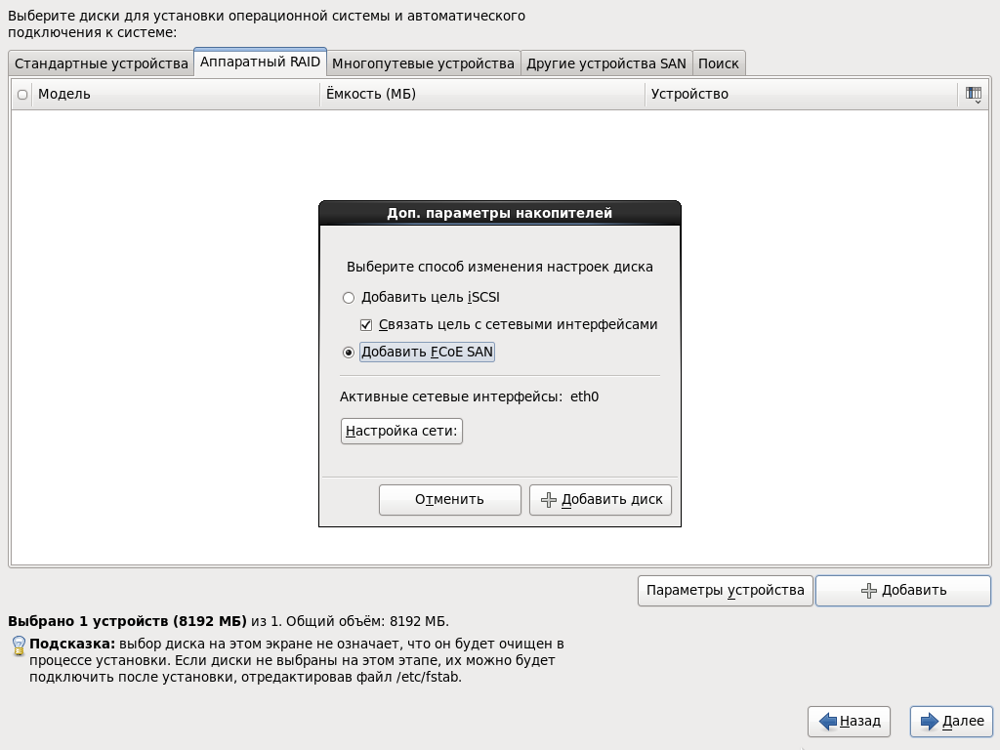 Выберите диски для установки операционной системы и автоматического
подключения к системе:
Стандартные устройства
Аппаратный RAID
Многопутевые устройства
Другие устройства SAN
Поиск
Модель
Ёмкость (МБ)
Устройство
Доп. параметры накопителей
Выберите способ изменения настроек диска
Добавить цель iSCSI
Связать цель с сетевыми интерфейсами
Добавить FCoE SAN
Активные сетевые интерфейсы: eth0
Настройка сети:
Отменить
Добавить диск
Параметры устройства
Добавить
Выбрано 1 устройств (8192 МБ) из 1. Общий объём: 8192 МБ.
Подсказка: выбор диска на этом экране не означает, что он будет очищен в
процессе установки. Если диски не выбраны на этом этапе, их можно будет
подключить после установки, отредактировав файл /etc/fstab.
Назад
Далее